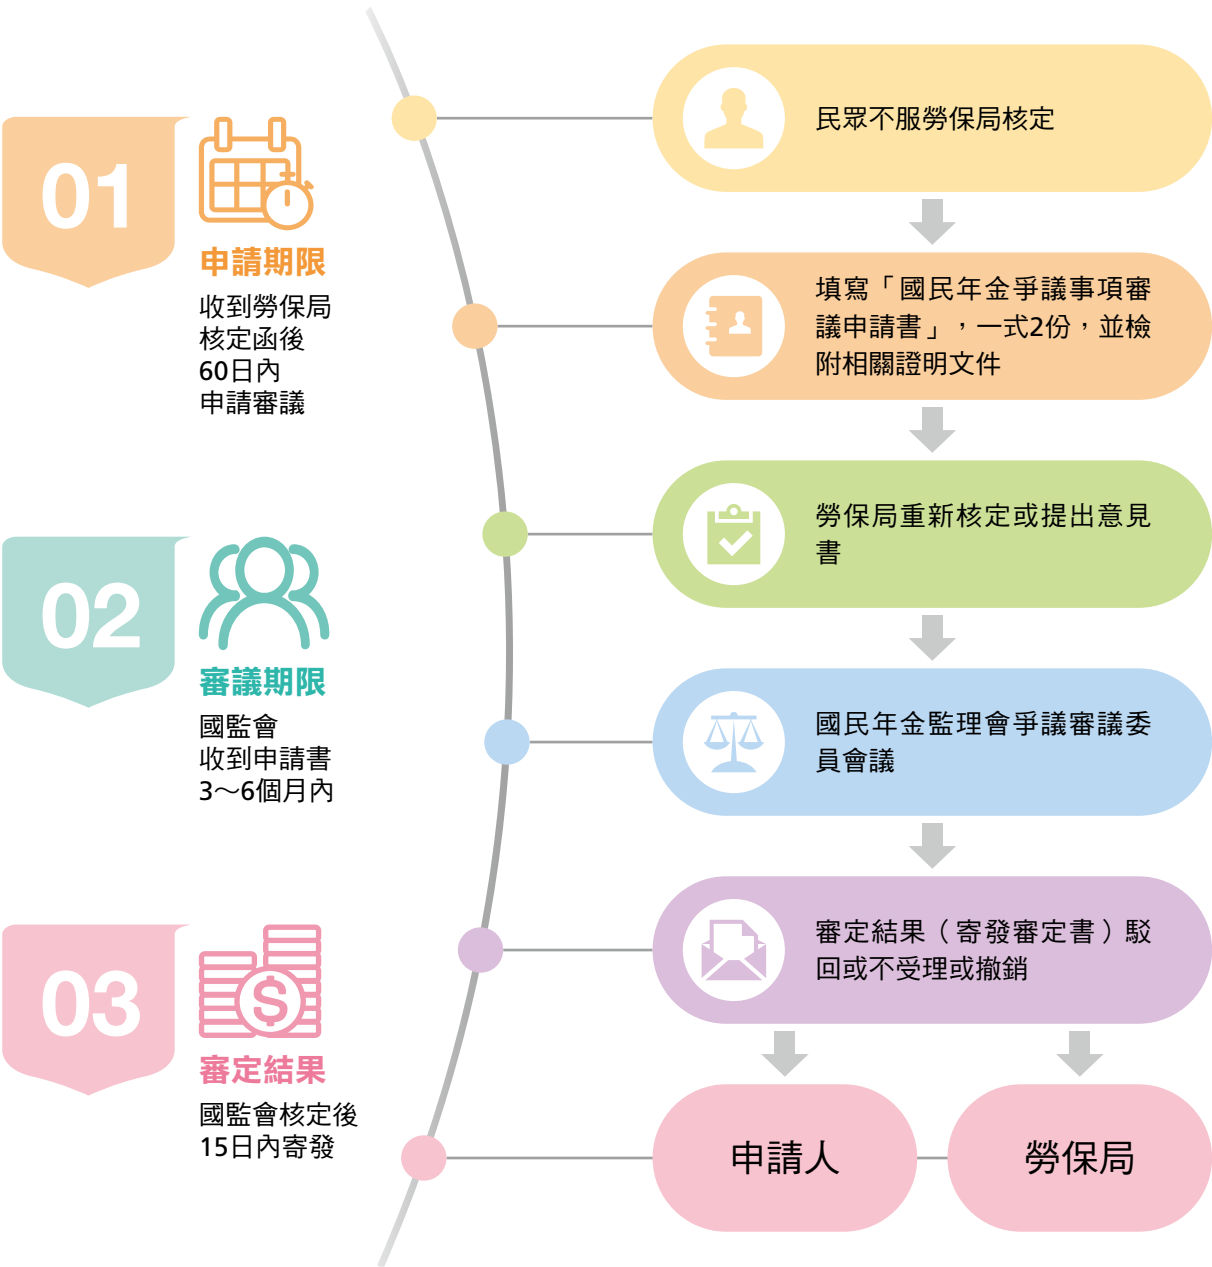 01
申請期限
收到勞保局
核定函後
60日內
申請審議
02
審議期限
國監會
收到申請書
3～6個月內
03
審定結果
國監會核定後
15日內寄發
民眾不服勞保局核定
填寫「國民年金爭議事項審
議申請書」，一式2份，並檢
附相關證明文件
勞保局重新核定或提出意見
書
國民年金監理會爭議審議委
員會議
審定結果（寄發審定書）駁
回或不受理或撤銷
申請人
勞保局